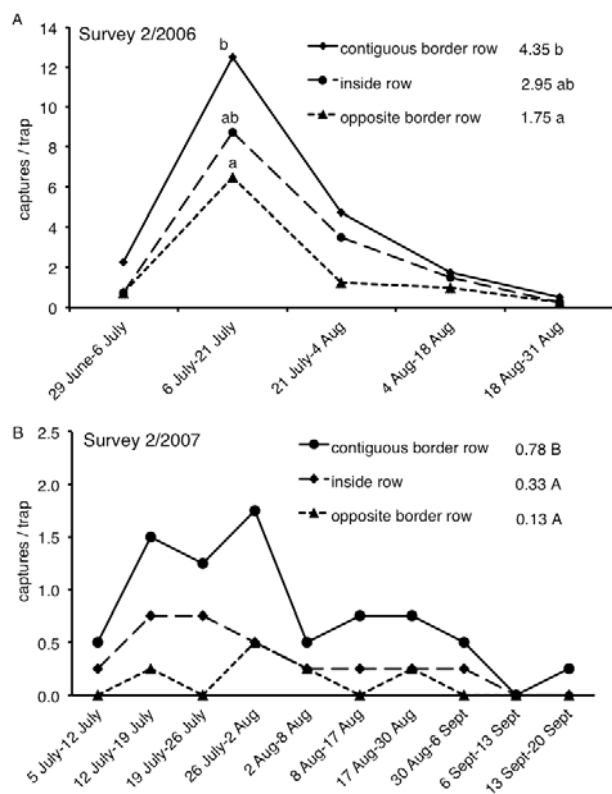 A
Survey 2/2006
contiguous border row 4.35 b
inside row 2.95 ab
opposite border row 1.75 a
b
ab
a
captures / trap
14
12
10
8
6
4
2
0
29 June-6 July
6 July-21 July
21 July-4 Aug
4 Aug-18 Aug
18 Aug-31 Aug
B
Survey 2/2007
contiguous border row 0.78 B
inside row 0.33 A
opposite border row 0.13 A
captures / trap
2.5
2.0
1.5
1.0
0.5
0.0
5 July-12 July
12 July-19 July
19 July-26 July
26 July-2 Aug
2 Aug-8 Aug
8 Aug-17 Aug
17 Aug-30 Aug
30 Aug-6 Sept
6 Sept-13 Sept
13 Sept-20 Sept